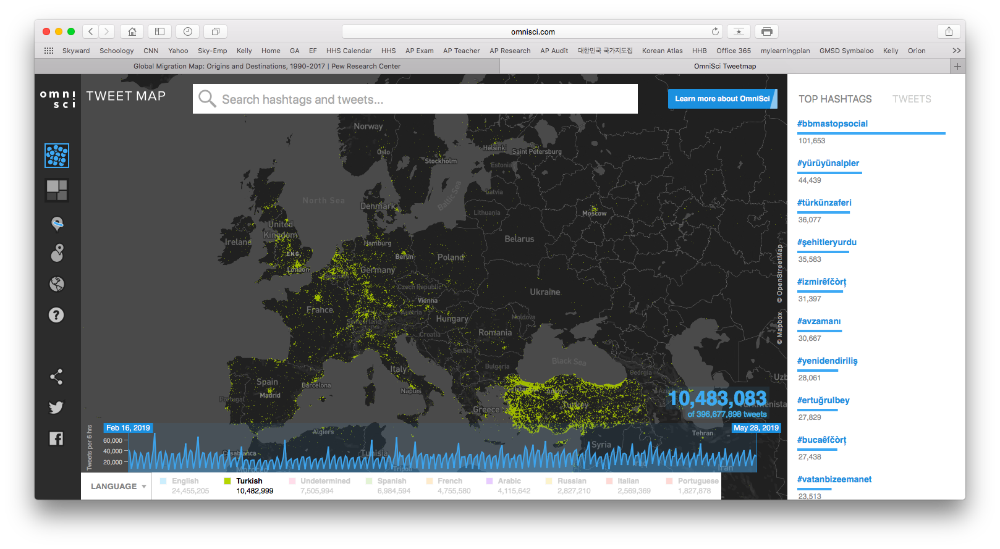 omnisci.com
Skyward Schoology CNN Yahoo Sky-Emp Kelly Home GA EF HHS Calendar HHS AP Exam AP Teacher AP Research AP Audit 대한민국 국가지도집 Korean Atlas HHB Office 365 mylearningplan GMSD Symbaloo Kelly Orion
Global Migration Map: Origins and Destinations, 1990-2017 | Pew Research Center
OmniSci Tweetmap
omni
sci
TWEET MAP
Search hashtags and tweets...
Learn more about OmniSci
TOP HASHTAGS
TWEETS
#bbmastopsocial
101,653
#yürüyünalpler
44,439
#türkünzaferi
36,077
#şehitleryurdu
35,583
#izmirêfčòrţ
31,397
#avzamanı
30,667
#yenidendiriliş
28,061
#ertuğrulbey
27,829
#bucaêfčòrţ
27,438
#vatanbizeemanet
23,513
Norway
Oslo
Helsinki
Saint Petersburg
Stockholm
Estonia
Baltic Sea
Latvia
North Sea
Denmark
Lithuania
Moscow
United
Kingdom
Ireland
Belarus
Hamburg
ENG
Berlin
Poland
London
Germany
Czech Republic
Ukraine
Vienna
France
Austria
Hungary
Moldova
Switzerland
Croatia
Romania
Serbia
Black Sea
Bulgaria
Italy
Georgia
Uzb
Spain
Barcelona
Madrid
Naples
Portugal
Greece
Turkey
Turkmenista
10,483,083
of 396,677,898 tweets
© Mapbox © OpenStreetMap
Feb 16, 2019
May 28, 2019
Tweets per 6 hrs
60,000
40,000
20,000
Algiers
Tehran
Casablanca
Tunisia
Syria
Morocco
Tripoli
Iraq
Iran
LANGUAGE
English
24,455,205
Turkish
10,482,999
Undetermined
7,505,994
Spanish
6,984,594
French
4,755,580
Arabic
4,115,642
Russian
2,827,210
Italian
2,569,369
Portuguese
1,827,878